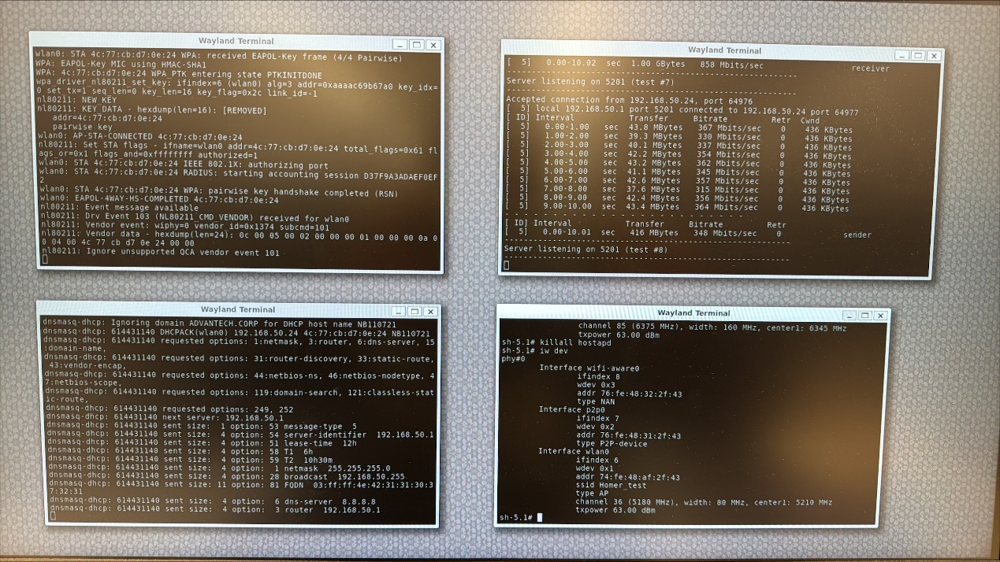 Wayland Terminal
wlan0: STA 4c:77:cb:d7:0e:24 WPA: received EAPOL-Key frame (4/4 Pairwise)
WPA: EAPOL-Key MIC using HMAC-SHA1
WPA: 4c:77:cb:d7:0e:24 WPA_PTK entering state PTKINITDONE
wpa_driver_nl80211_set_key: ifindex=6 (wlan0) alg=3 addr=0xaaaac69b67a0 key_idx=
0 set_tx=1 seq_len=0 key_len=16 key_flag=0x2c link_id=-1
nl80211: NEW_KEY
nl80211: KEY_DATA - hexdump(len=16): [REMOVED]
addr=4c:77:cb:d7:0e:24
pairwise key
wlan0: AP-STA-CONNECTED 4c:77:cb:d7:0e:24
nl80211: Set STA flags - ifname=wlan0 addr=4c:77:cb:d7:0e:24 total_flags=0x61 fl
ags_or=0x1 flags_and=0xffffffff authorized=1
wlan0: STA 4c:77:cb:d7:0e:24 IEEE 802.1X: authorizing port
wlan0: STA 4c:77:cb:d7:0e:24 RADIUS: starting accounting session D37F9A3ADAEF0EF
2
wlan0: STA 4c:77:cb:d7:0e:24 WPA: pairwise key handshake completed (RSN)
wlan0: EAPOL-4WAY-HS-COMPLETED 4c:77:cb:d7:0e:24
nl80211: Event message available
nl80211: Drv Event 103 (NL80211_CMD_VENDOR) received for wlan0
nl80211: Vendor event: wiphy=0 vendor_id=0x1374 subcmd=101
nl80211: Vendor data - hexdump(len=24): 0c 00 05 00 02 00 00 00 01 00 00 00 0a 0
0 04 00 4c 77 cb d7 0e 24 00 00
nl80211: Ignore unsupported QCA vendor event 101
Wayland Terminal
[  5]   0.00-10.02  sec  1.00 GBytes   858 Mbits/sec                  receiver
-----------------------------------------------------------
Server listening on 5201 (test #7)
-----------------------------------------------------------
Accepted connection from 192.168.50.24, port 64976
[  5] local 192.168.50.1 port 5201 connected to 192.168.50.24 port 64977
[ ID] Interval           Transfer     Bitrate         Retr  Cwnd
[  5]   0.00-1.00   sec  43.8 MBytes   367 Mbits/sec    0    436 KBytes
[  5]   1.00-2.00   sec  39.3 MBytes   330 Mbits/sec    0    436 KBytes
[  5]   2.00-3.00   sec  40.1 MBytes   337 Mbits/sec    0    436 KBytes
[  5]   3.00-4.00   sec  42.2 MBytes   354 Mbits/sec    0    436 KBytes
[  5]   4.00-5.00   sec  43.2 MBytes   362 Mbits/sec    0    436 KBytes
[  5]   5.00-6.00   sec  41.1 MBytes   345 Mbits/sec    0    436 KBytes
[  5]   6.00-7.00   sec  42.6 MBytes   357 Mbits/sec    0    436 KBytes
[  5]   7.00-8.00   sec  37.6 MBytes   315 Mbits/sec    0    436 KBytes
[  5]   8.00-9.00   sec  42.4 MBytes   356 Mbits/sec    0    436 KBytes
[  5]   9.00-10.00  sec  43.4 MBytes   364 Mbits/sec    0    436 KBytes
- - - - - - - - - - - - - - - - - - - - - - - - -
[ ID] Interval           Transfer     Bitrate         Retr
[  5]   0.00-10.01  sec   416 MBytes   348 Mbits/sec    0             sender
-----------------------------------------------------------
Server listening on 5201 (test #8)
-----------------------------------------------------------
Wayland Terminal
dnsmasq-dhcp: Ignoring domain ADVANTECH.CORP for DHCP host name NB110721
dnsmasq-dhcp: 614431140 DHCPACK(wlan0) 192.168.50.24 4c:77:cb:d7:0e:24 NB110721
dnsmasq-dhcp: 614431140 requested options: 1:netmask, 3:router, 6:dns-server, 15
:domain-name,
dnsmasq-dhcp: 614431140 requested options: 31:router-discovery, 33:static-route,
43:vendor-encap,
dnsmasq-dhcp: 614431140 requested options: 44:netbios-ns, 46:netbios-nodetype, 4
7:netbios-scope,
dnsmasq-dhcp: 614431140 requested options: 119:domain-search, 121:classless-stat
ic-route,
dnsmasq-dhcp: 614431140 requested options: 249, 252
dnsmasq-dhcp: 614431140 next server: 192.168.50.1
dnsmasq-dhcp: 614431140 sent size:  1 option: 53 message-type  5
dnsmasq-dhcp: 614431140 sent size:  4 option: 54 server-identifier  192.168.50.1
dnsmasq-dhcp: 614431140 sent size:  4 option: 51 lease-time  12h
dnsmasq-dhcp: 614431140 sent size:  4 option: 58 T1  6h
dnsmasq-dhcp: 614431140 sent size:  4 option: 59 T2  10h30m
dnsmasq-dhcp: 614431140 sent size:  4 option:  1 netmask  255.255.255.0
dnsmasq-dhcp: 614431140 sent size:  4 option: 28 broadcast  192.168.50.255
dnsmasq-dhcp: 614431140 sent size: 11 option: 81 FQDN  03:ff:ff:4e:42:31:31:30:3
7:32:31
dnsmasq-dhcp: 614431140 sent size:  4 option:  6 dns-server  8.8.8.8
dnsmasq-dhcp: 614431140 sent size:  4 option:  3 router  192.168.50.1
Wayland Terminal
channel 85 (6375 MHz), width: 160 MHz, center1: 6345 MHz
txpower 63.00 dBm
sh-5.1# killall hostapd
sh-5.1# iw dev
phy#0
Interface wifi-aware0
ifindex 8
wdev 0x3
addr 76:fe:48:32:2f:43
type NAN
Interface p2p0
ifindex 7
wdev 0x2
addr 76:fe:48:31:2f:43
type P2P-device
Interface wlan0
ifindex 6
wdev 0x1
addr 74:fe:48:af:2f:43
ssid Homer_test
type AP
channel 36 (5180 MHz), width: 80 MHz, center1: 5210 MHz
txpower 63.00 dBm
sh-5.1#